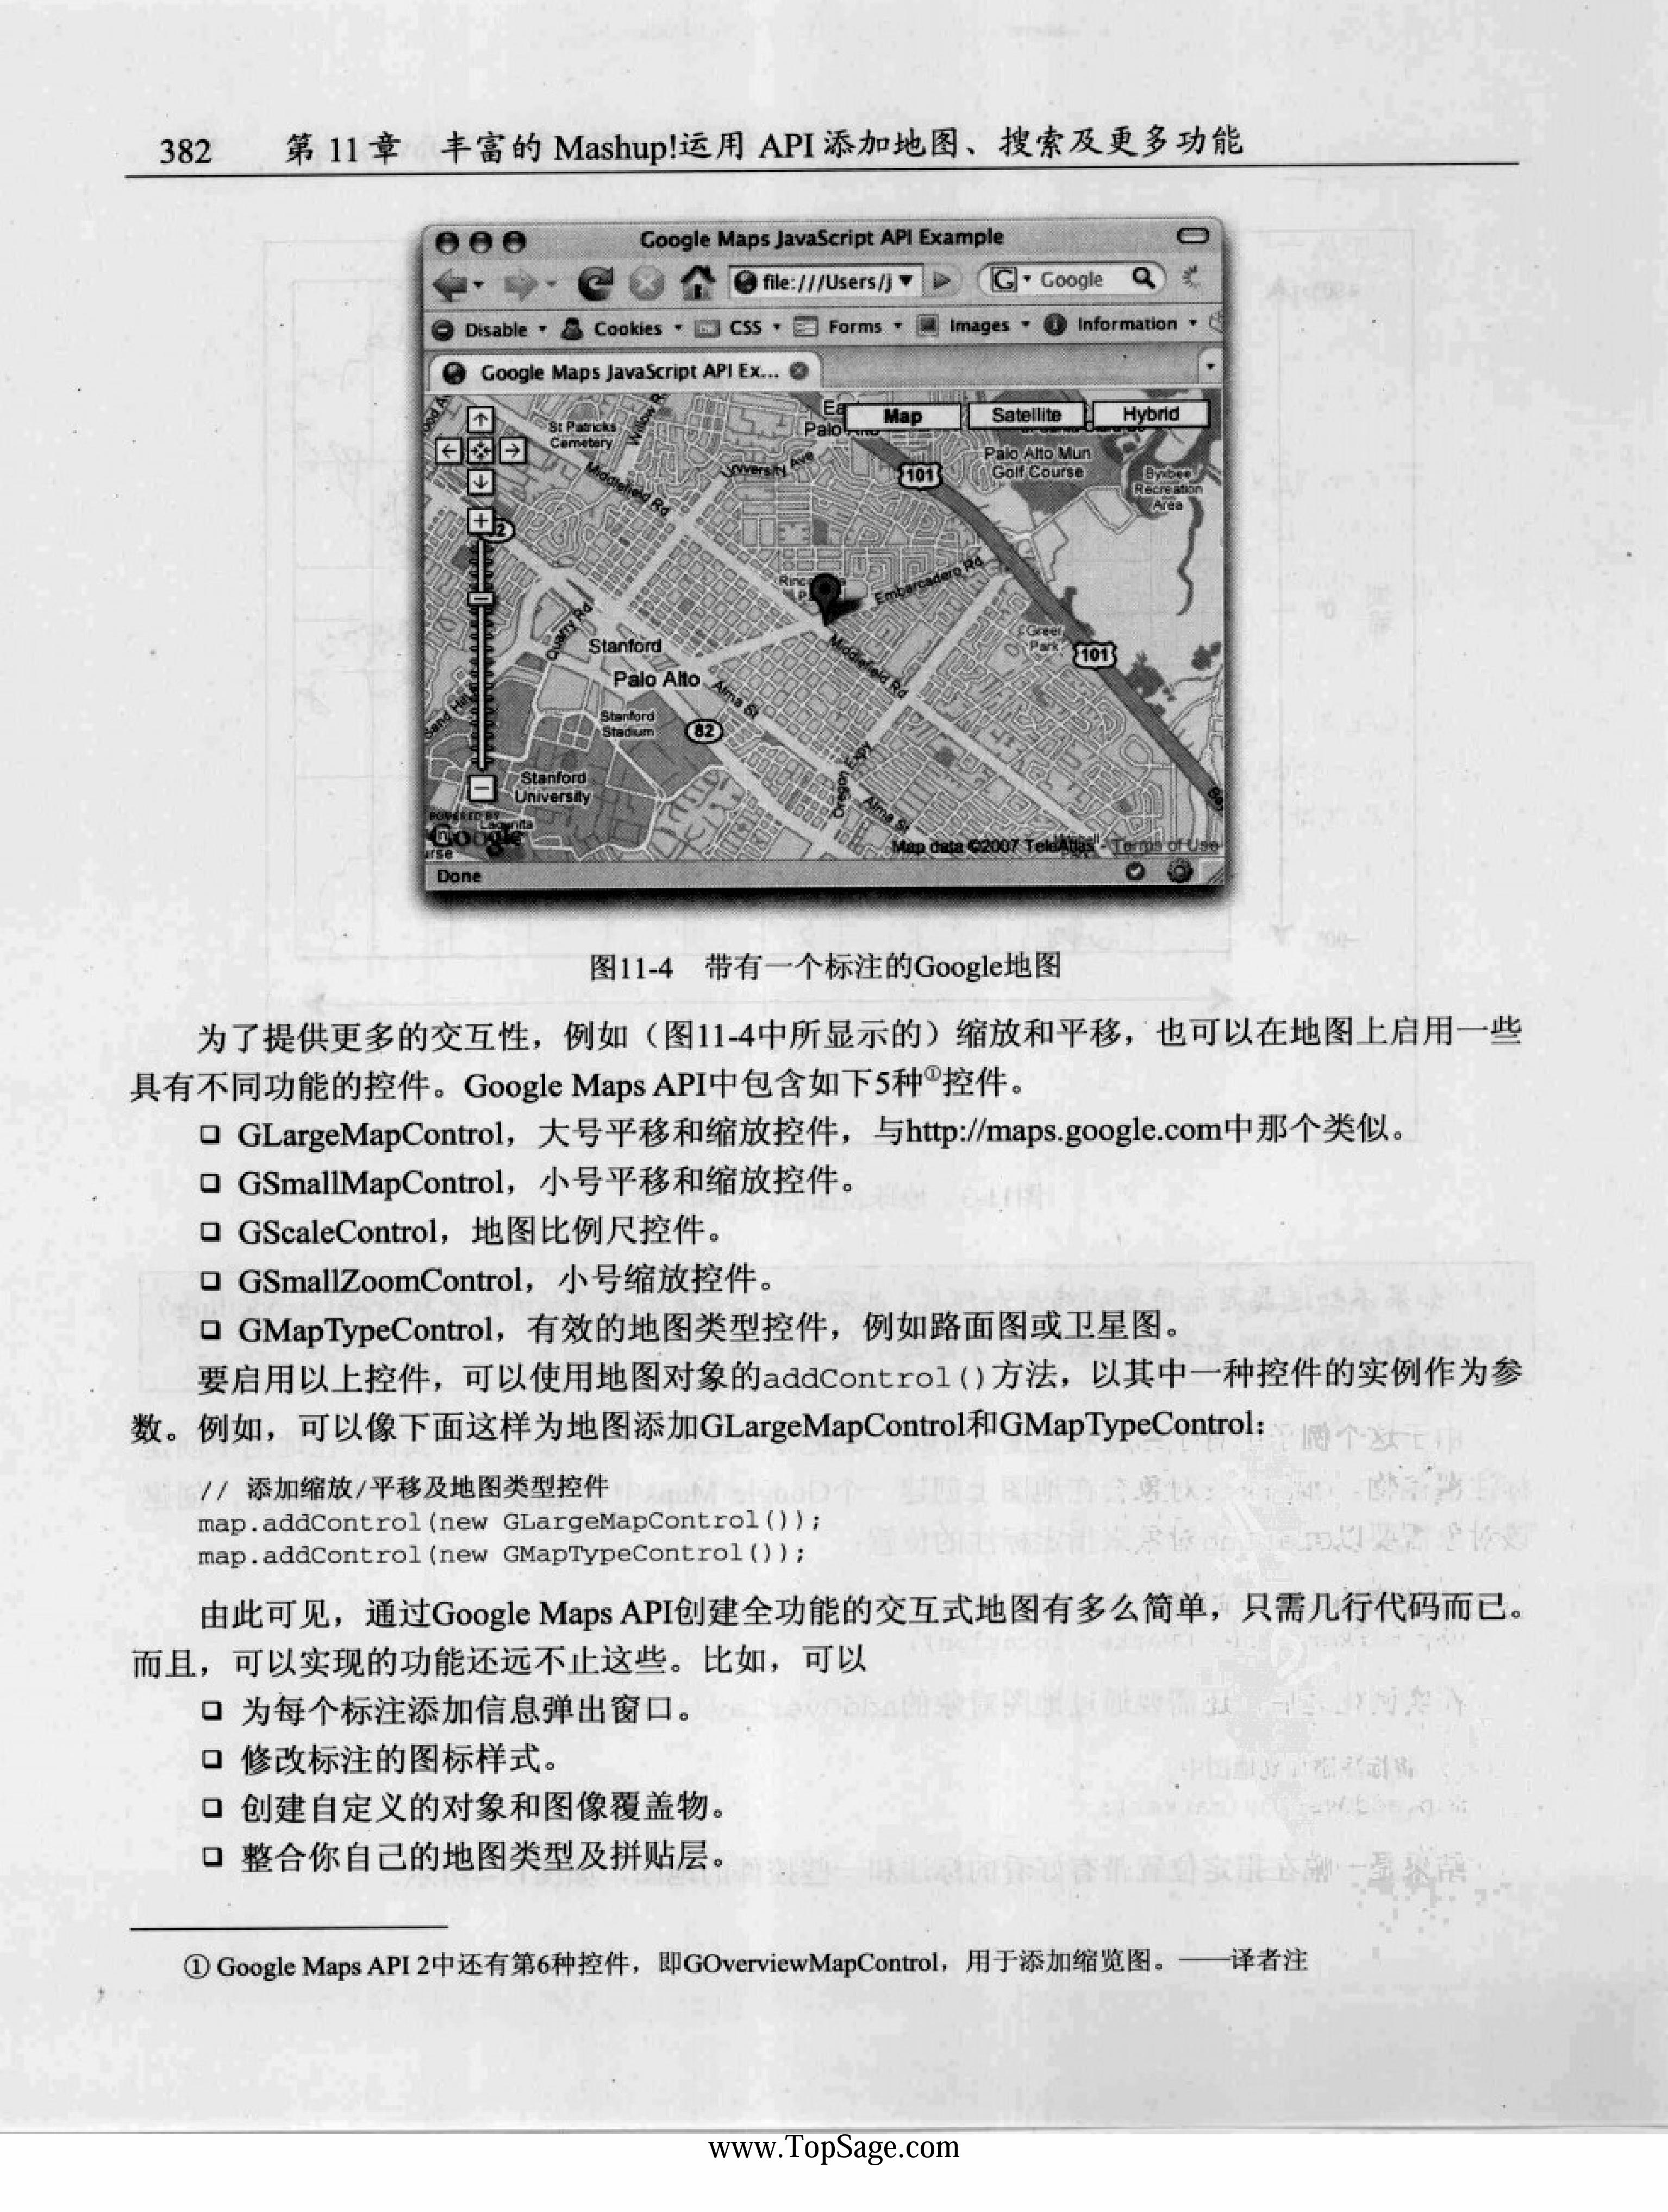 382 第 11 章 丰富的 Mashup!运用 API 添加地图、搜索及更多功能
Google Maps JavaScript API Example
file:///Users/j Google
Disable Cookies CSS Forms Images Information
Google Maps JavaScript API Ex...
Map Satellite Hybrid
St Patricks
Cemetery
Willow R
Palo
University Ave
101
Palo Alto Mun
Golf Course
Byxbee
Recreation
Area
Middlefield Rd
Embarcadero Rd
Quarry Rd
Stanford
Greer
Park
101
Middlefield Rd
Palo Alto
Alma St
Stanford
Stadium
82
Sand Hill
Oregon Expy
Stanford
University
Alma St
POWERED BY
Google
Lagunita
Map data ©2007 TeleAtlas - Terms of Use
Done
图11-4 带有一个标注的Google地图
为了提供更多的交互性，例如（图11-4中所显示的）缩放和平移，也可以在地图上启用一些
具有不同功能的控件。Google Maps API中包含如下5种①控件。
❑ GLargeMapControl，大号平移和缩放控件，与http://maps.google.com中那个类似。
❑ GSmallMapControl，小号平移和缩放控件。
❑ GScaleControl，地图比例尺控件。
❑ GSmallZoomControl，小号缩放控件。
❑ GMapTypeControl，有效的地图类型控件，例如路面图或卫星图。
要启用以上控件，可以使用地图对象的addControl()方法，以其中一种控件的实例作为参
数。例如，可以像下面这样为地图添加GLargeMapControl和GMapTypeControl：
// 添加缩放/平移及地图类型控件
map.addControl(new GLargeMapControl());
map.addControl(new GMapTypeControl());
由此可见，通过Google Maps API创建全功能的交互式地图有多么简单，只需几行代码而已。
而且，可以实现的功能还远不止这些。比如，可以
❑ 为每个标注添加信息弹出窗口。
❑ 修改标注的图标样式。
❑ 创建自定义的对象和图像覆盖物。
❑ 整合你自己的地图类型及拼贴层。
① Google Maps API 2中还有第6种控件，即GOverviewMapControl，用于添加缩览图。——译者注
www.TopSage.com